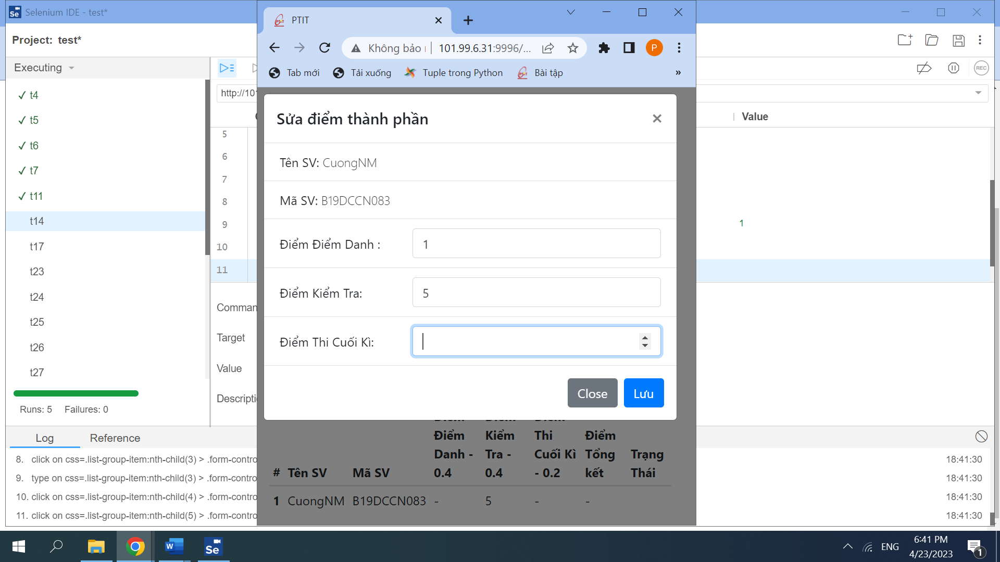 Selenium IDE - test*
Project: test*
Executing
t4
t5
t6
t7
t11
t14
t17
t23
t24
t25
t26
t27
Runs: 5 Failures: 0
PTIT
Không bảo 101.99.6.31:9996/...
P
Tab mới
Tải xuống
Tuple trong Python
Bài tập
»
REC
http://101
Value
5
6
7
8
9
1
10
11
Sửa điểm thành phần
Tên SV: CuongNM
Mã SV: B19DCCN083
Điểm Điểm Danh : 1
Điểm Kiểm Tra: 5
Điểm Thi Cuối Kì:
Close
Lưu
Target
Value
# Tên SV Mã SV
Điểm Danh - 0.4
Kiểm Tra - 0.4
Thi Cuối Kì - 0.2
Điểm Tổng kết
Trạng Thái
1 CuongNM B19DCCN083 - 5 - -
Log Reference
8. click on css=.list-group-item:nth-child(3) > .form-contro 18:41:30
9. type on css=.list-group-item:nth-child(3) > .form-contro 18:41:30
10. click on css=.list-group-item:nth-child(4) > .form-contro 18:41:30
11. click on css=.list-group-item:nth-child(5) > .form-contro 18:41:30
W
Se
ENG
6:41 PM
4/23/2023
1